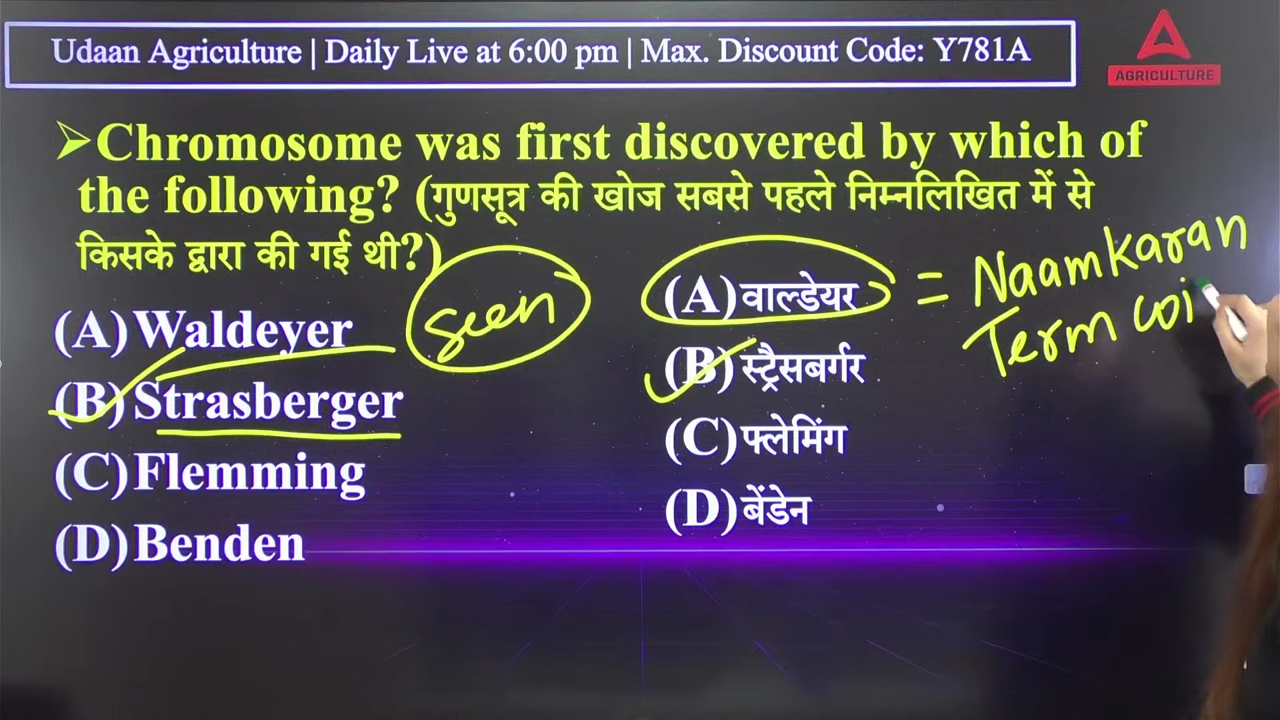 Udaan Agriculture | Daily Live at 6:00 pm | Max. Discount Code: Y781A
AGRICULTURE
➢Chromosome was first discovered by which of
the following? (गुणसूत्र की खोज सबसे पहले निम्नलिखित में से
किसके द्वारा की गई थी?)
seen
(A) Waldeyer
(B) Strasberger
(C) Flemming
(D) Benden
(A) वाल्डेयर
(B) स्ट्रैसबर्गर
(C) फ्लेमिंग
(D) बेंडेन
= Naamkaran
Term coi